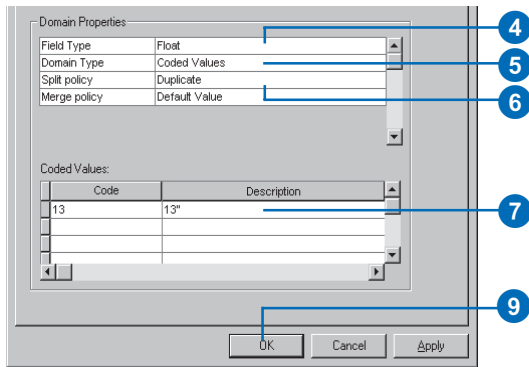 Domain Properties
Field Type Float 4
Domain Type Coded Values 5
Split policy Duplicate
Merge policy Default Value 6
Coded Values:
Code Description
13 13" 7
9
OK Cancel Apply